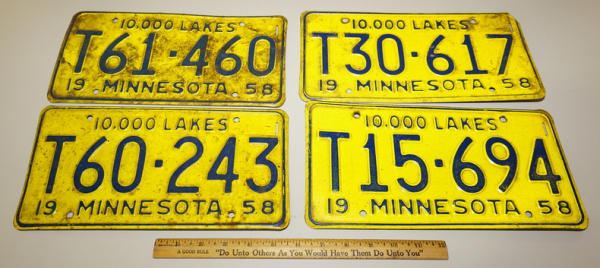 10,000 LAKES
T61·460
19 MINNESOTA 58
10,000 LAKES
T30·617
19 MINNESOTA 58
10,000 LAKES
T60·243
19 MINNESOTA 58
10,000 LAKES
T15·694
19 MINNESOTA 58
A GOOD RULE "Do Unto Others As You Would Have Them Do Unto You"